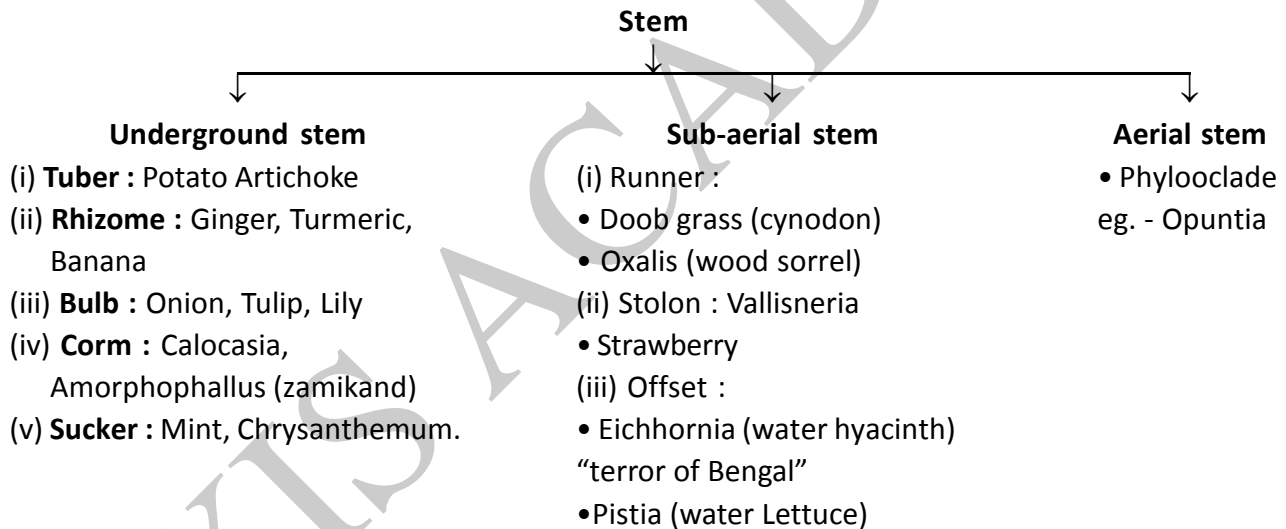 Stem
Underground stem
(i) Tuber : Potato Artichoke
(ii) Rhizome : Ginger, Turmeric,
Banana
(iii) Bulb : Onion, Tulip, Lily
(iv) Corm : Calocasia,
Amorphophallus (zamikand)
(v) Sucker : Mint, Chrysanthemum.
Sub-aerial stem
(i) Runner :
• Doob grass (cynodon)
• Oxalis (wood sorrel)
(ii) Stolon : Vallisneria
• Strawberry
(iii) Offset :
• Eichhornia (water hyacinth)
“terror of Bengal”
•Pistia (water Lettuce)
Aerial stem
• Phylooclade
eg. - Opuntia